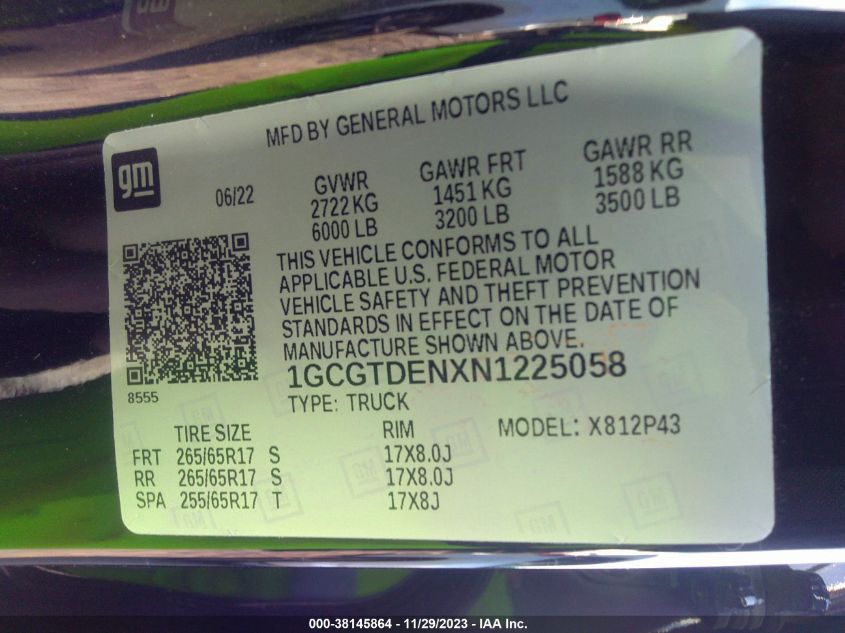 MFD BY GENERAL MOTORS LLC
gm
06/22
GVWR
2722 KG
6000 LB
GAWR FRT
1451 KG
3200 LB
GAWR RR
1588 KG
3500 LB
THIS VEHICLE CONFORMS TO ALL
APPLICABLE U.S. FEDERAL MOTOR
VEHICLE SAFETY AND THEFT PREVENTION
STANDARDS IN EFFECT ON THE DATE OF
MANUFACTURE SHOWN ABOVE.
8555
1GCGTDENXN1225058
TYPE: TRUCK
TIRE SIZE RIM MODEL: X812P43
FRT 265/65R17 S 17X8.0J
RR 265/65R17 S 17X8.0J
SPA 255/65R17 T 17X8J
000-38145864 - 11/29/2023 - IAA Inc.